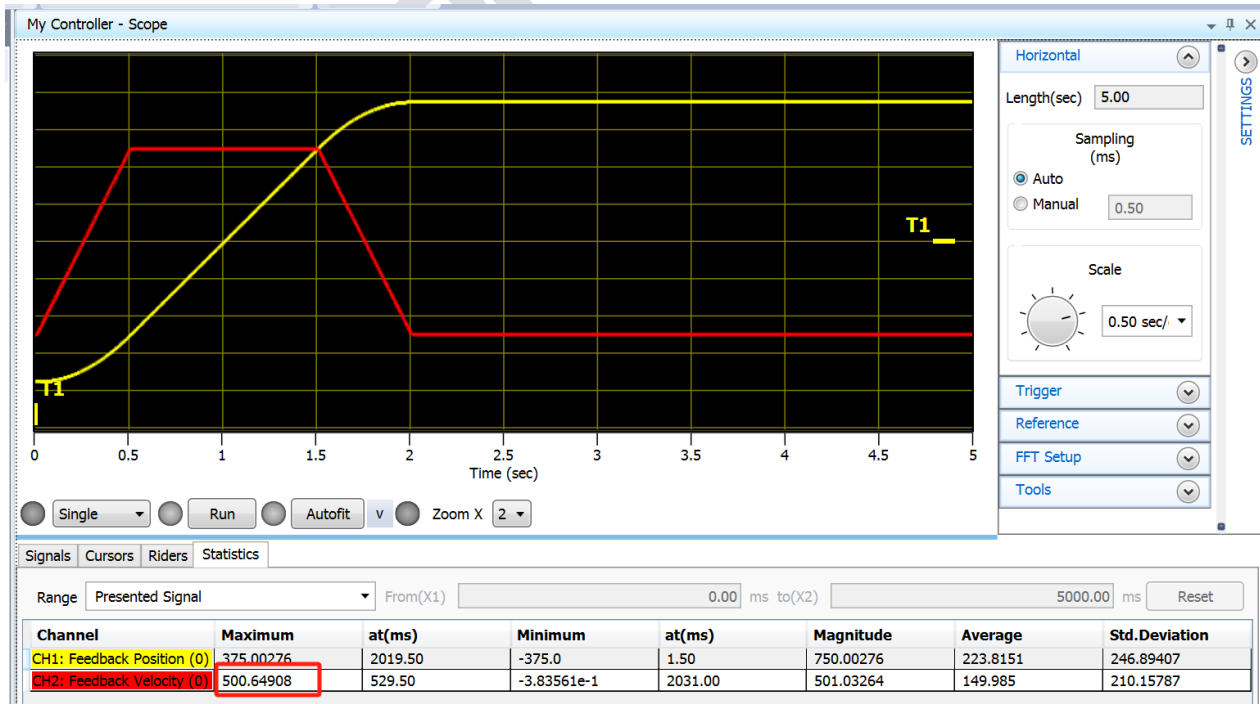 My Controller - Scope
Horizontal
Length(sec) 5.00
Sampling
(ms)
Auto
Manual 0.50
Scale
0.50 sec/
Trigger
Reference
FFT Setup
Tools
SETTINGS
T1
T1
0 0.5 1 1.5 2 2.5 3 3.5 4 4.5 5
Time (sec)
Single Run Autofit v Zoom X 2
Signals Cursors Riders Statistics
Range Presented Signal From(X1) 0.00 ms to(X2) 5000.00 ms Reset
Channel Maximum at(ms) Minimum at(ms) Magnitude Average Std.Deviation
CH1: Feedback Position (0) 375.00276 2019.50 -375.0 1.50 750.00276 223.8151 246.89407
CH2: Feedback Velocity (0) 500.64908 529.50 -3.83561e-1 2031.00 501.03264 149.985 210.15787